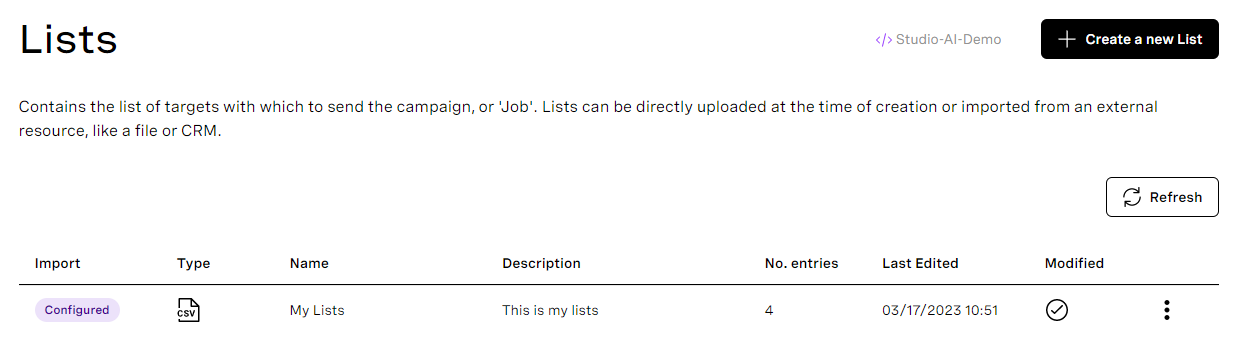 Lists
</> Studio-AI-Demo
Create a new List
Contains the list of targets with which to send the campaign, or 'Job'. Lists can be directly uploaded at the time of creation or imported from an external
resource, like a file or CRM.
Refresh
Import Type Name Description No. entries Last Edited Modified
Configured CSV My Lists This is my lists 4 03/17/2023 10:51